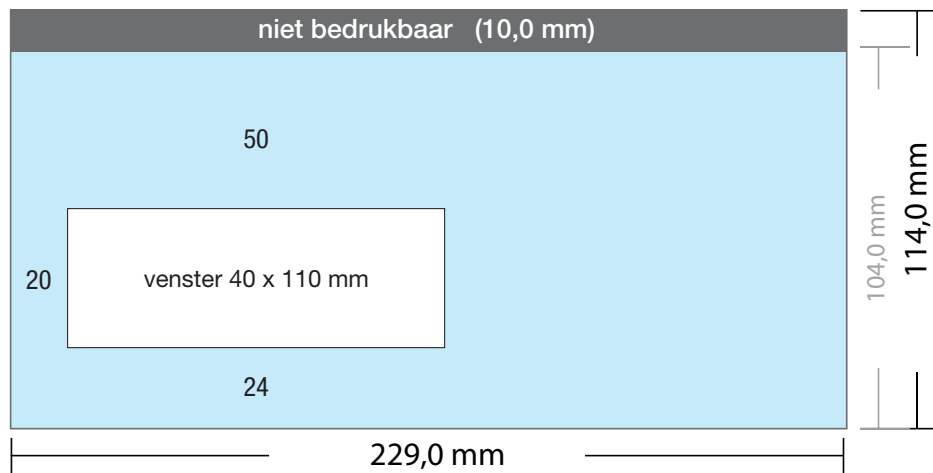 niet bedrukbaar (10,0 mm)
50
20
venster 40 x 110 mm
24
104,0 mm
114,0 mm
229,0 mm